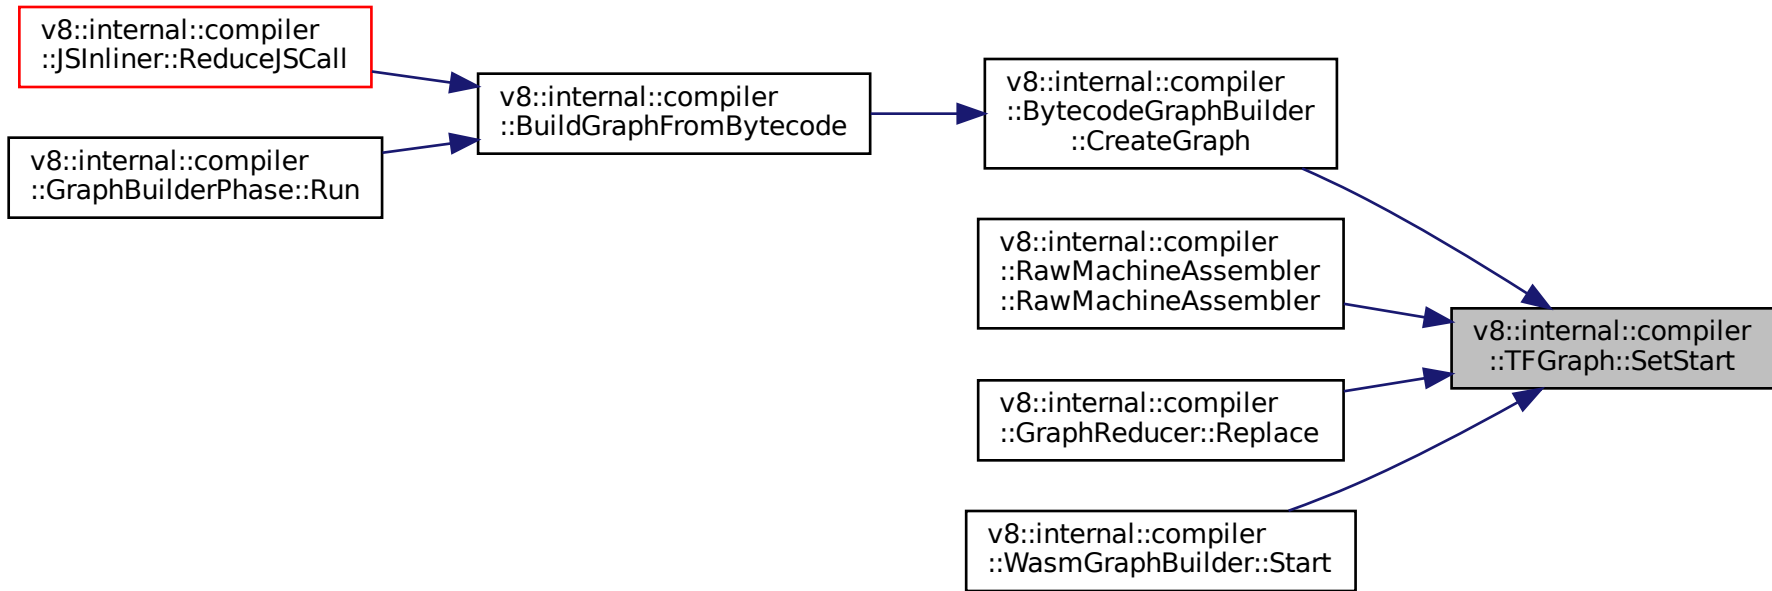 v8::internal::compiler
::JSInliner::ReduceJSCall
v8::internal::compiler
::GraphBuilderPhase::Run
v8::internal::compiler
::BuildGraphFromBytecode
v8::internal::compiler
::BytecodeGraphBuilder
::CreateGraph
v8::internal::compiler
::RawMachineAssembler
::RawMachineAssembler
v8::internal::compiler
::GraphReducer::Replace
v8::internal::compiler
::WasmGraphBuilder::Start
v8::internal::compiler
::TFGraph::SetStart